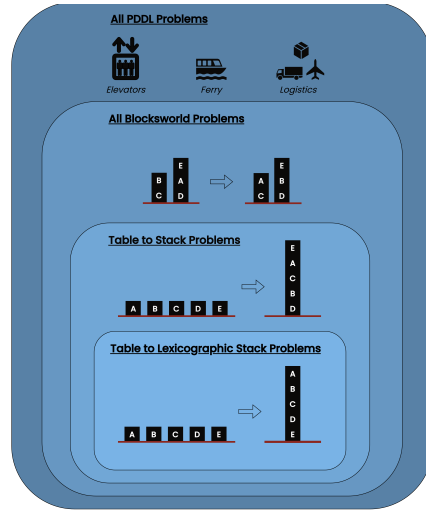 All PDDL Problems
Elevators Ferry Logistics
All Blocksworld Problems
E E
B A A B
C D C D
Table to Stack Problems
E
A
C
B
A B C D E D
Table to Lexicographic Stack Problems
A
B
C
D
A B C D E E